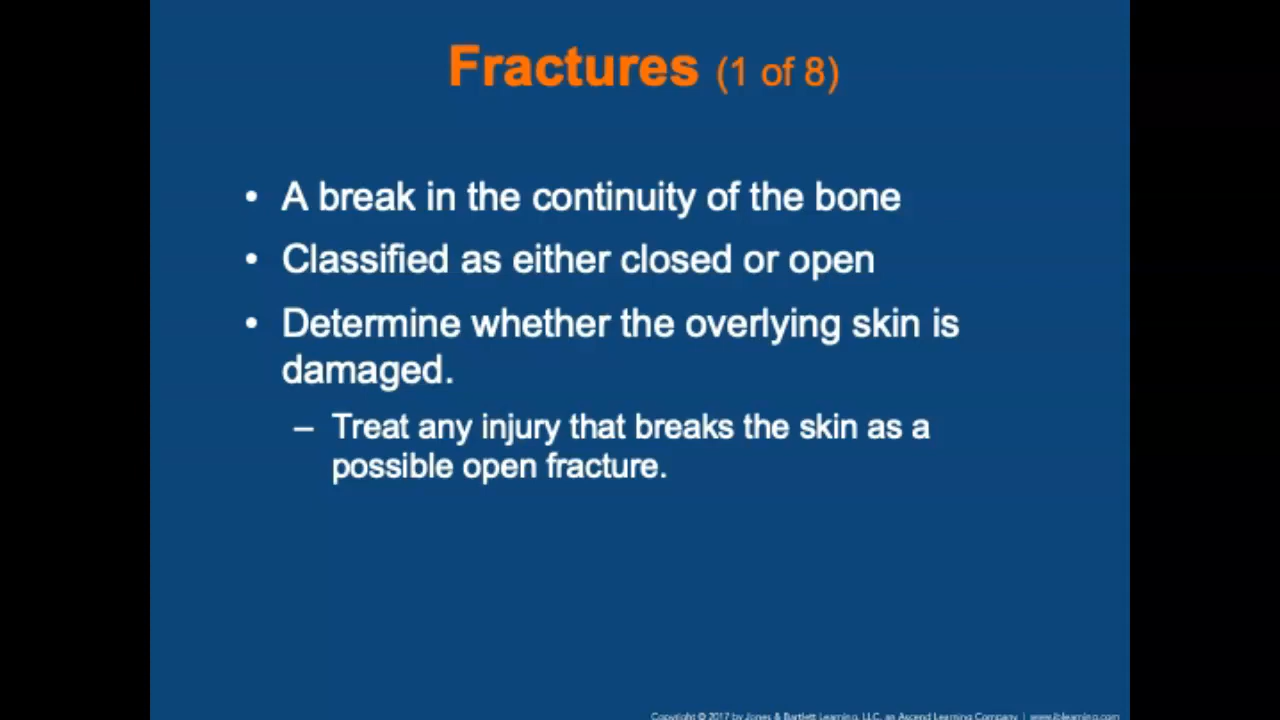 Fractures (1 of 8)
• A break in the continuity of the bone
• Classified as either closed or open
• Determine whether the overlying skin is
damaged.
– Treat any injury that breaks the skin as a
possible open fracture.
Copyright © 2017 by Jones & Bartlett Learning, LLC, an Ascend Learning Company | www.jblearning.com